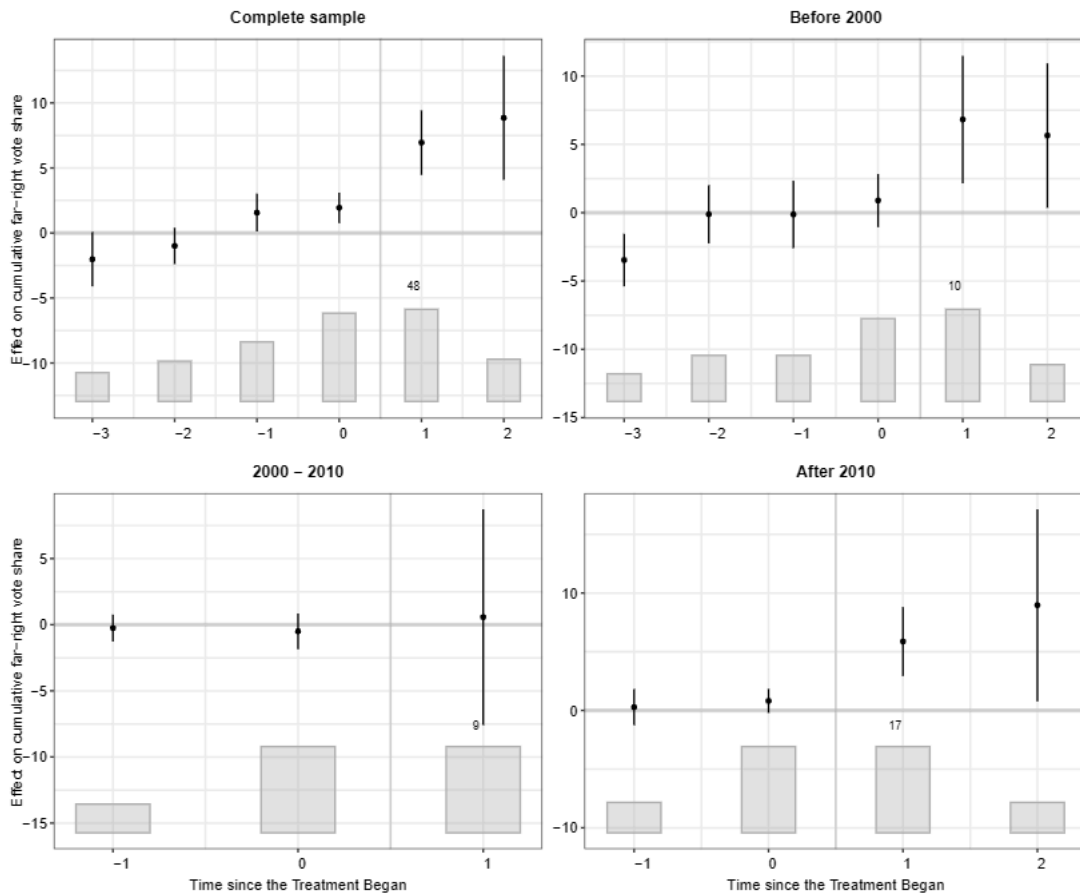 Complete sample
Before 2000
Effect on cumulative far−right vote share
10
5
0
−5
−10
48
−3 −2 −1 0 1 2
10
5
0
−5
−10
−15
10
−3 −2 −1 0 1 2
2000 − 2010
After 2010
Effect on cumulative far−right vote share
5
0
−5
−10
−15
9
−1 0 1
Time since the Treatment Began
10
0
−10
17
−1 0 1 2
Time since the Treatment Began